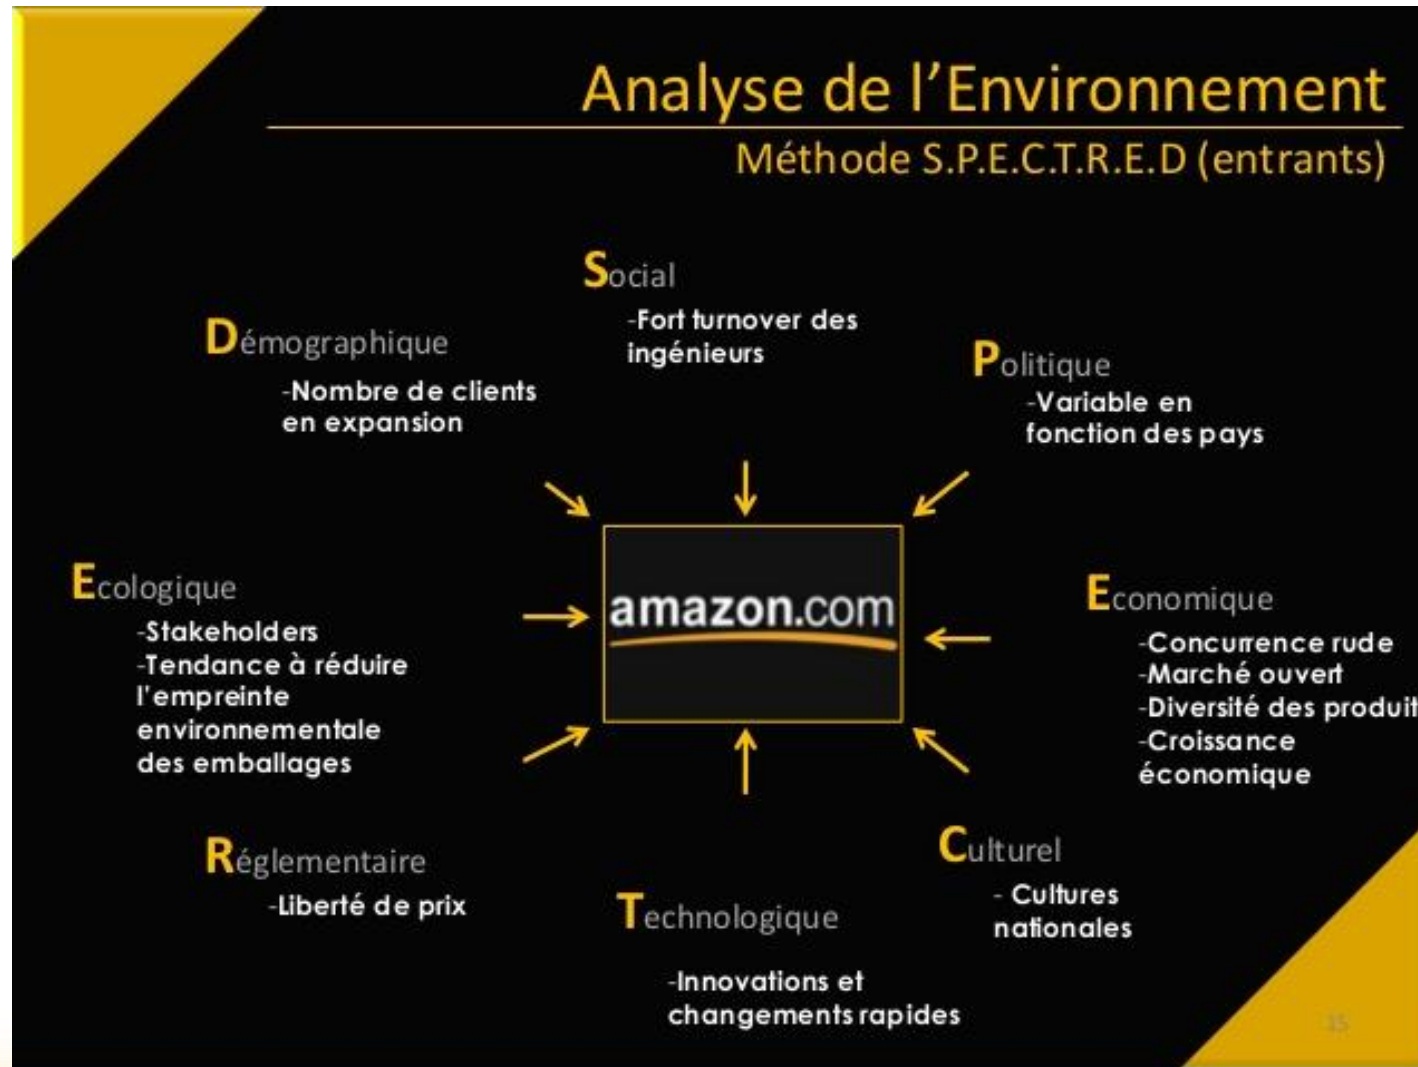 Analyse de l'Environnement
Méthode S.P.E.C.T.R.E.D (entrants)
Social
-Fort turnover des
ingénieurs
Démographique
-Nombre de clients
en expansion
Politique
-Variable en
fonction des pays
amazon.com
Ecologique
-Stakeholders
-Tendance à réduire
l'empreinte
environnementale
des emballages
Economique
-Concurrence rude
-Marché ouvert
-Diversité des produit
-Croissance
économique
Réglementaire
-Liberté de prix
Technologique
-Innovations et
changements rapides
Culturel
- Cultures
nationales
15